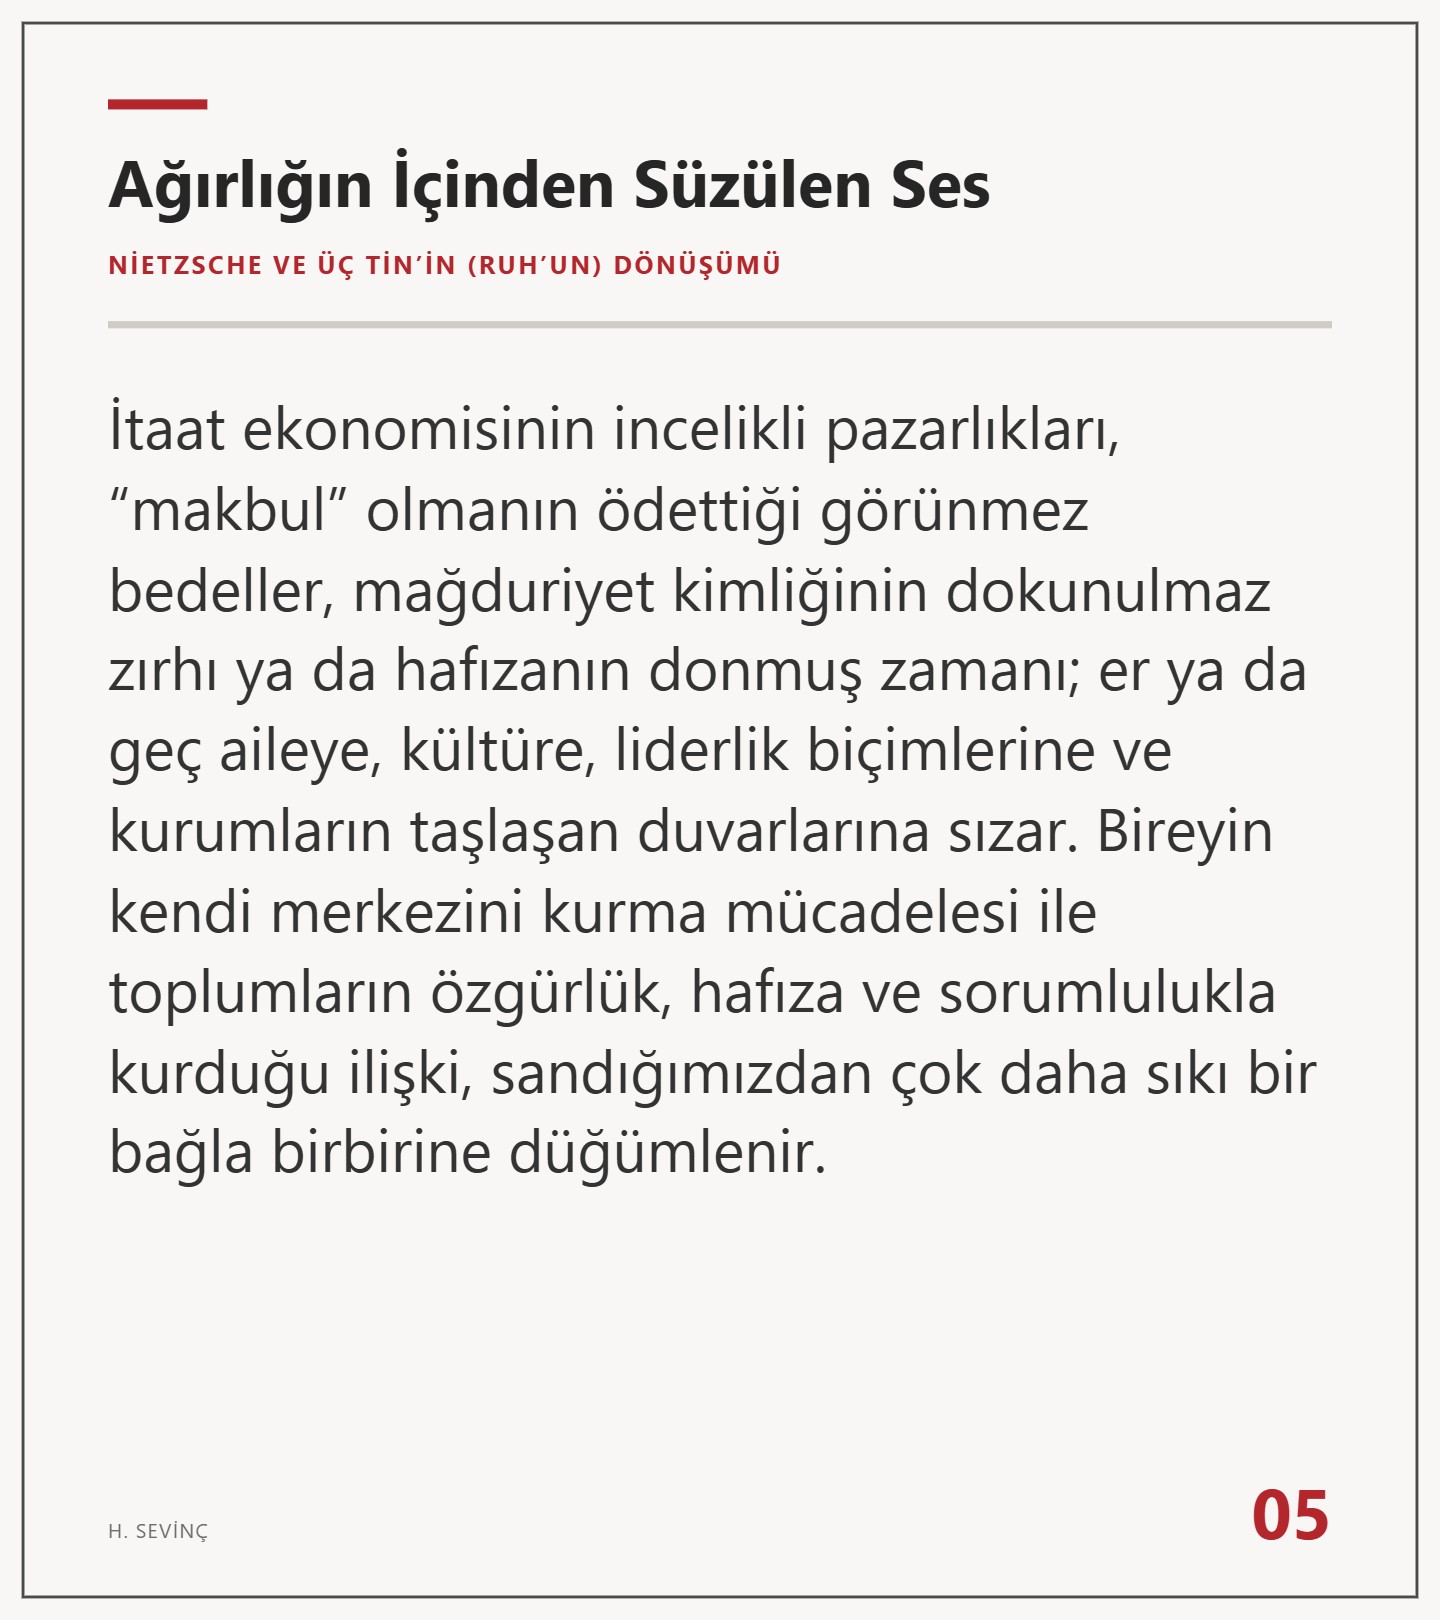 Ağırlığın İçinden Süzülen Ses
NİETZSCHE VE ÜÇ TİN’İN (RUH’UN) DÖNÜŞÜMÜ
İtaat ekonomisinin incelikli pazarlıkları,
“makbul” olmanın ödettiği görünmez
bedeller, mağduriyet kimliğinin dokunulmaz
zırhı ya da hafızanın donmuş zamanı; er ya da
geç aileye, kültüre, liderlik biçimlerine ve
kurumların taşlaşan duvarlarına sızar. Bireyin
kendi merkezini kurma mücadelesi ile
toplumların özgürlük, hafıza ve sorumlulukla
kurduğu ilişki, sandığımızdan çok daha sıkı bir
bağla birbirine düğümlenir.
H. SEVİNÇ
05